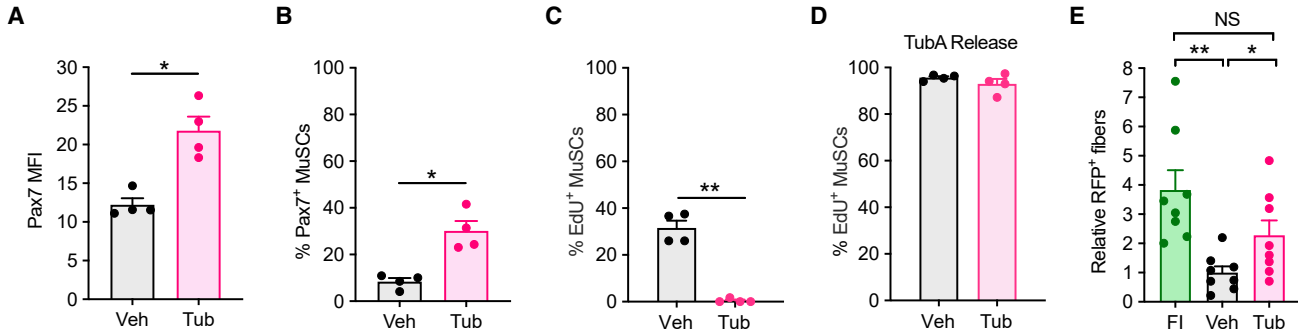 A
Pax7 MFI
30
25
20
15
10
5
0
*
Veh Tub
B
% Pax7+ MuSCs
100
80
60
40
20
0
*
Veh Tub
C
% EdU+ MuSCs
100
80
60
40
20
0
**
Veh Tub
D
TubA Release
% EdU+ MuSCs
100
80
60
40
20
0
Veh Tub
E
NS
** *
Relative RFP+ fibers
8
7
6
5
4
3
2
1
0
FI Veh Tub